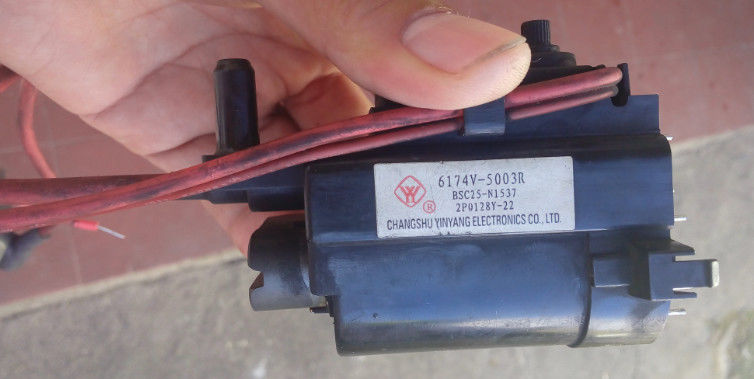 6174V-5003R
BSC25-N1537
2P0128Y-22
®
CHANGSHU YINYANG ELECTRONICS CO., LTD.